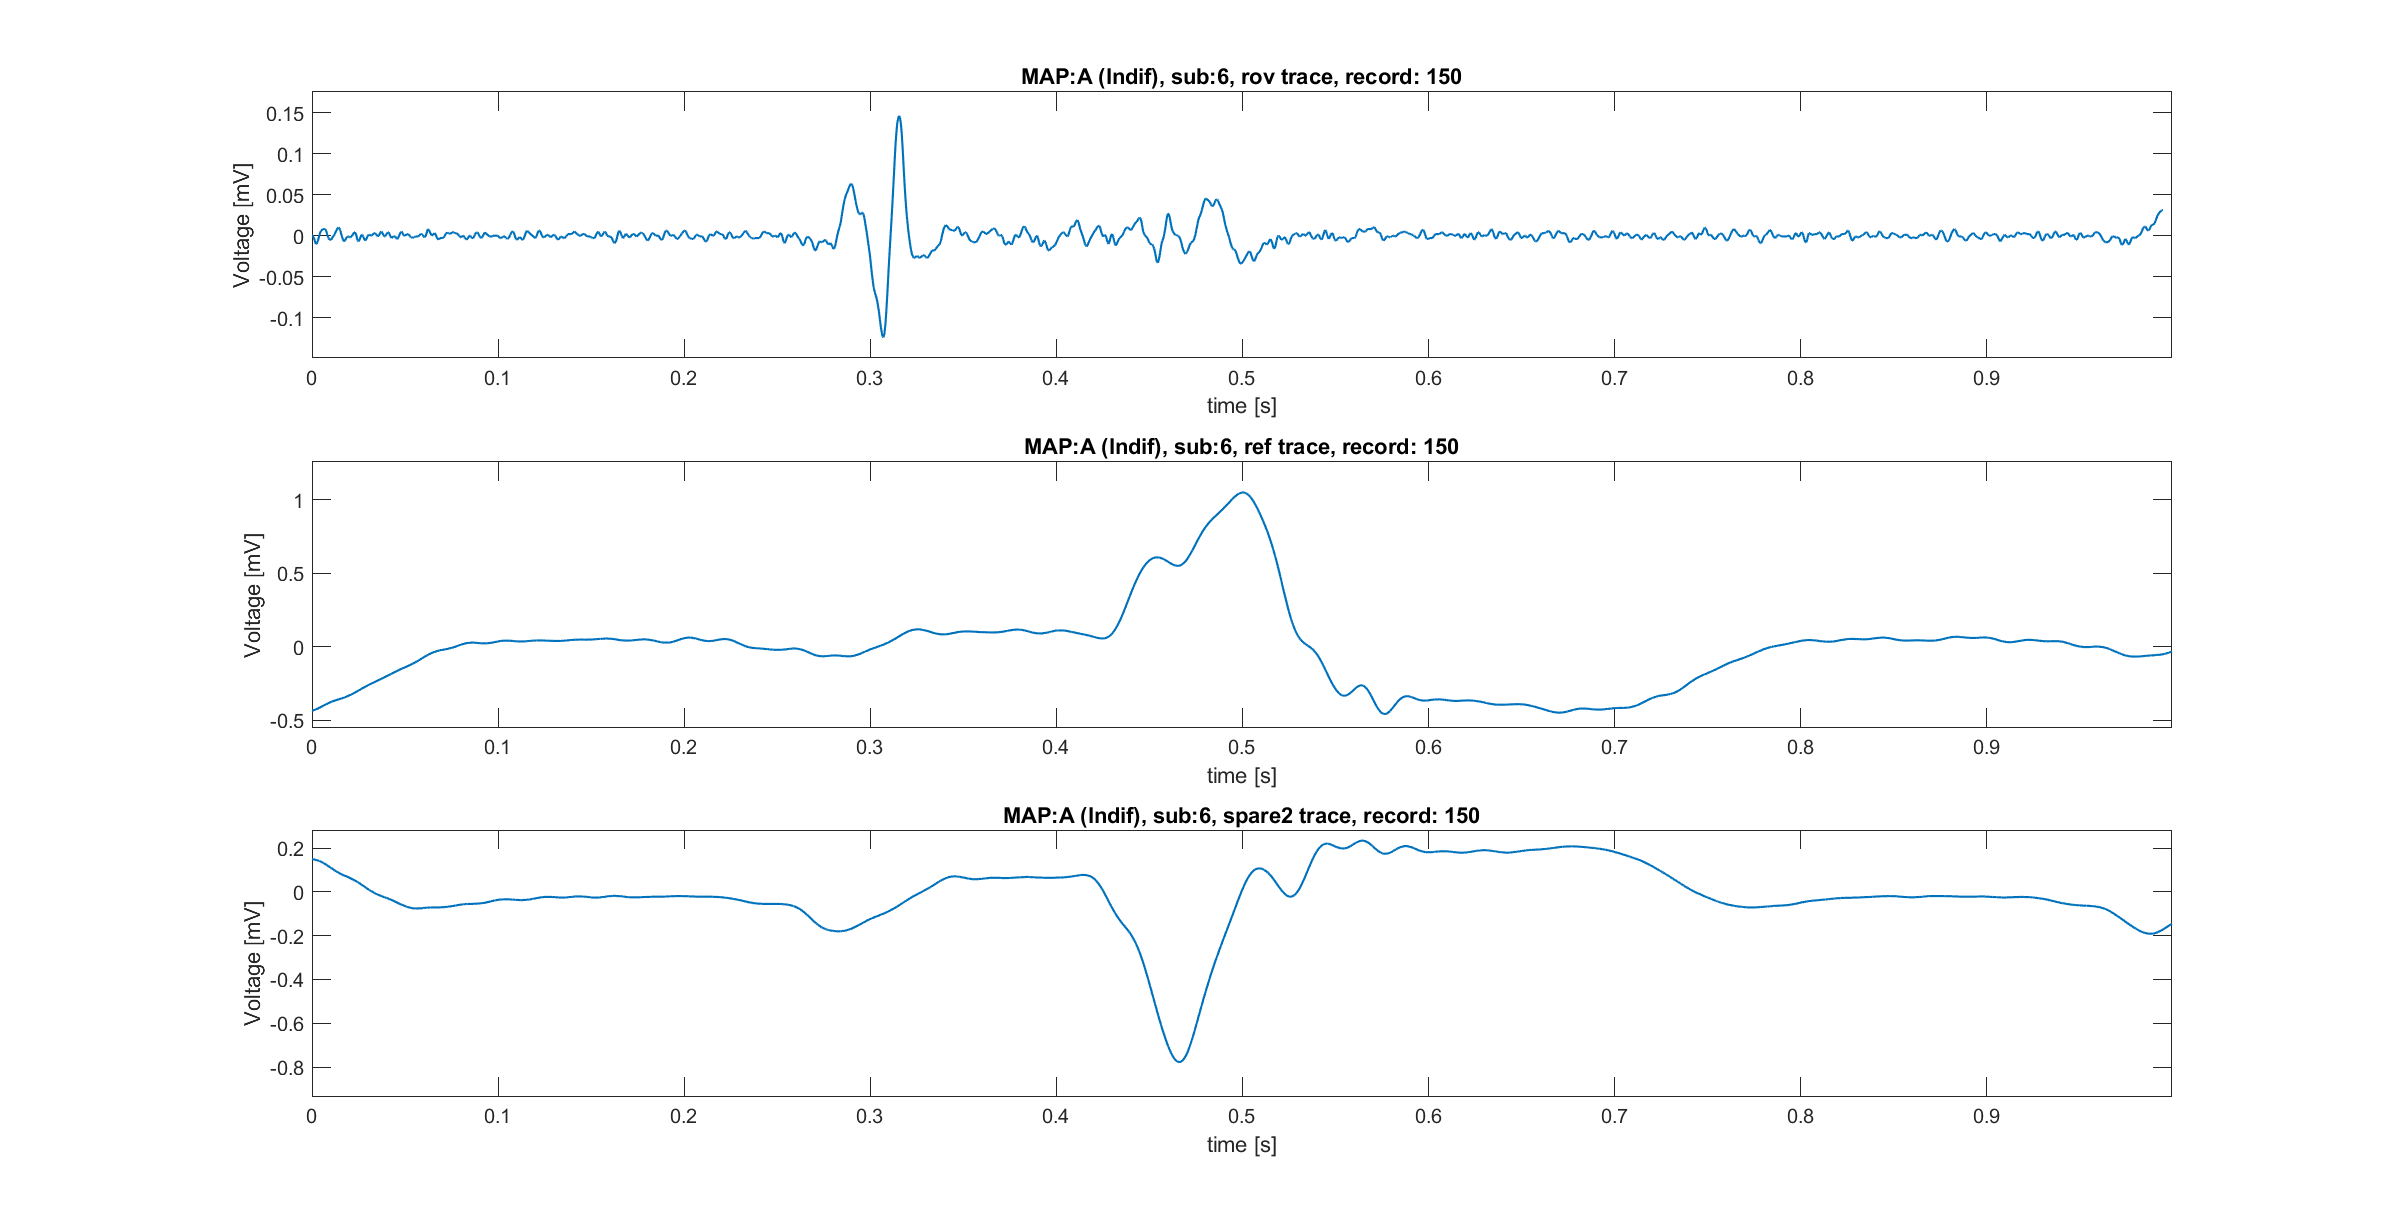 MAP:A (Indif), sub:6, rov trace, record: 150
0.15
0.1
0.05
0
-0.05
-0.1
Voltage [mV]
0 0.1 0.2 0.3 0.4 0.5 0.6 0.7 0.8 0.9
time [s]
MAP:A (Indif), sub:6, ref trace, record: 150
1
0.5
0
-0.5
Voltage [mV]
0 0.1 0.2 0.3 0.4 0.5 0.6 0.7 0.8 0.9
time [s]
MAP:A (Indif), sub:6, spare2 trace, record: 150
0.2
0
-0.2
-0.4
-0.6
-0.8
Voltage [mV]
0 0.1 0.2 0.3 0.4 0.5 0.6 0.7 0.8 0.9
time [s]